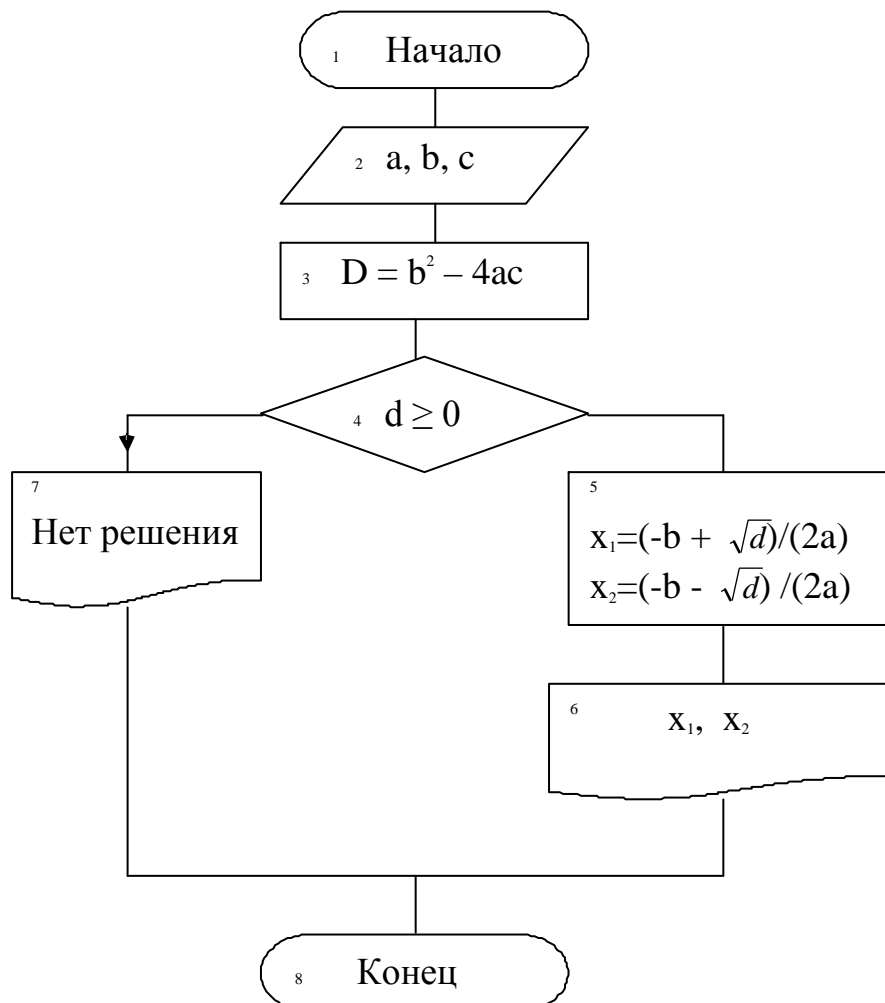 1 Начало
2 a, b, c
3 D = b² – 4ac
4 d ≥ 0
7
Нет решения
5
x₁=(-b + √d)/(2a)
x₂=(-b - √d) /(2a)
6 x₁, x₂
8 Конец